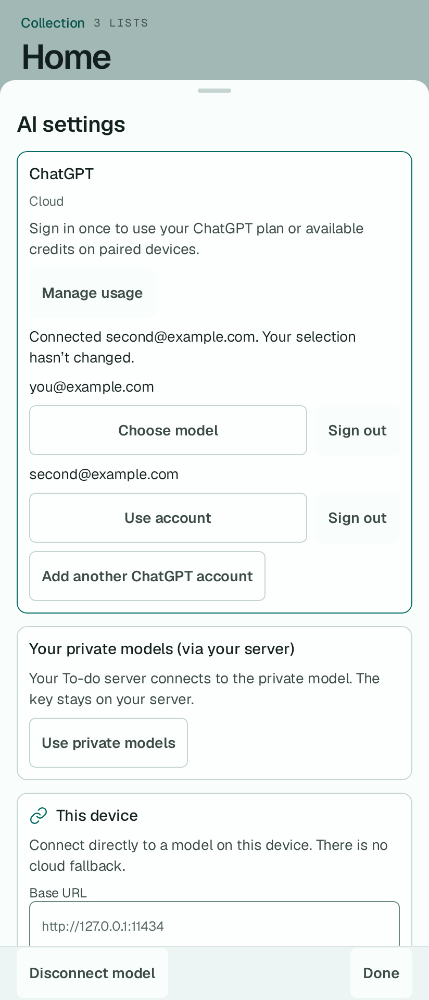 Collection 3 LISTS
Home
AI settings
ChatGPT
Cloud
Sign in once to use your ChatGPT plan or available
credits on paired devices.
Manage usage
Connected second@example.com. Your selection
hasn’t changed.
you@example.com
Choose model
Sign out
second@example.com
Use account
Sign out
Add another ChatGPT account
Your private models (via your server)
Your To-do server connects to the private model. The
key stays on your server.
Use private models
This device
Connect directly to a model on this device. There is no
cloud fallback.
Base URL
http://127.0.0.1:11434
Disconnect model
Done